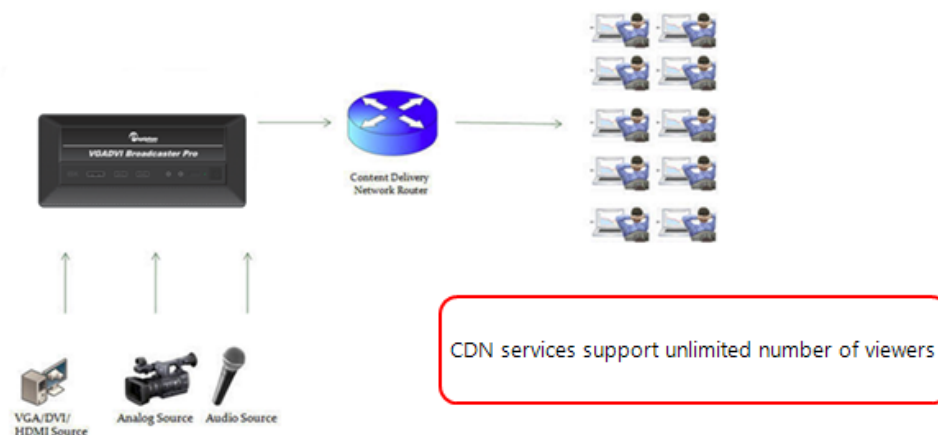 VGADVI Broadcaster Pro
Content Delivery
Network Router
CDN services support unlimited number of viewers
VGA/DVI/
HDMI Source
Analog Source
Audio Source